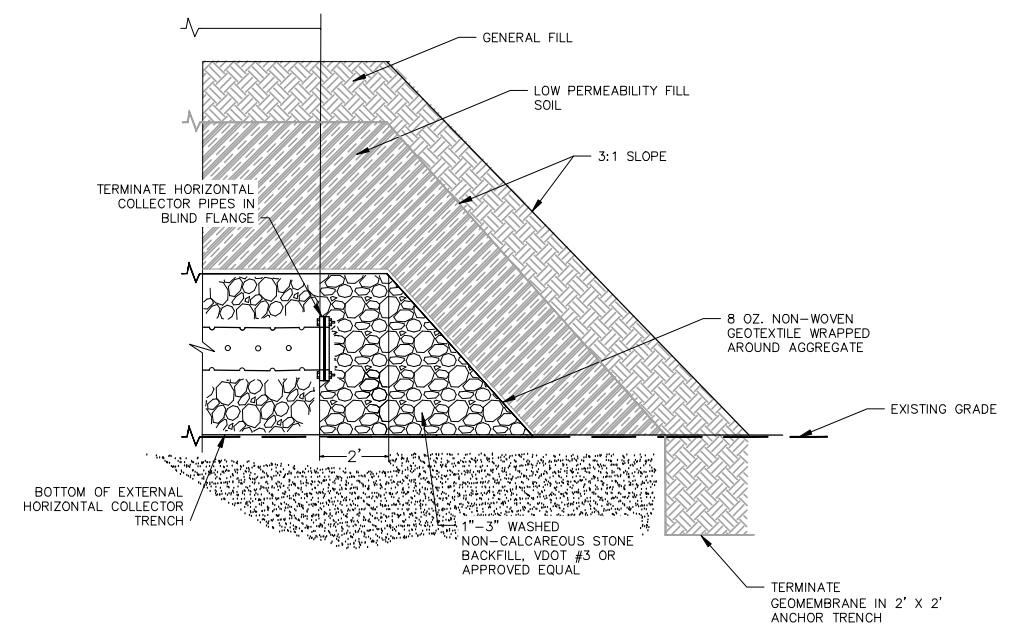 GENERAL FILL
LOW PERMEABILITY FILL
SOIL
3:1 SLOPE
TERMINATE HORIZONTAL
COLLECTOR PIPES IN
BLIND FLANGE
8 OZ. NON-WOVEN
GEOTEXTILE WRAPPED
AROUND AGGREGATE
EXISTING GRADE
2'
BOTTOM OF EXTERNAL
HORIZONTAL COLLECTOR
TRENCH
1"-3" WASHED
NON-CALCAREOUS STONE
BACKFILL, VDOT #3 OR
APPROVED EQUAL
TERMINATE
GEOMEMBRANE IN 2' X 2'
ANCHOR TRENCH